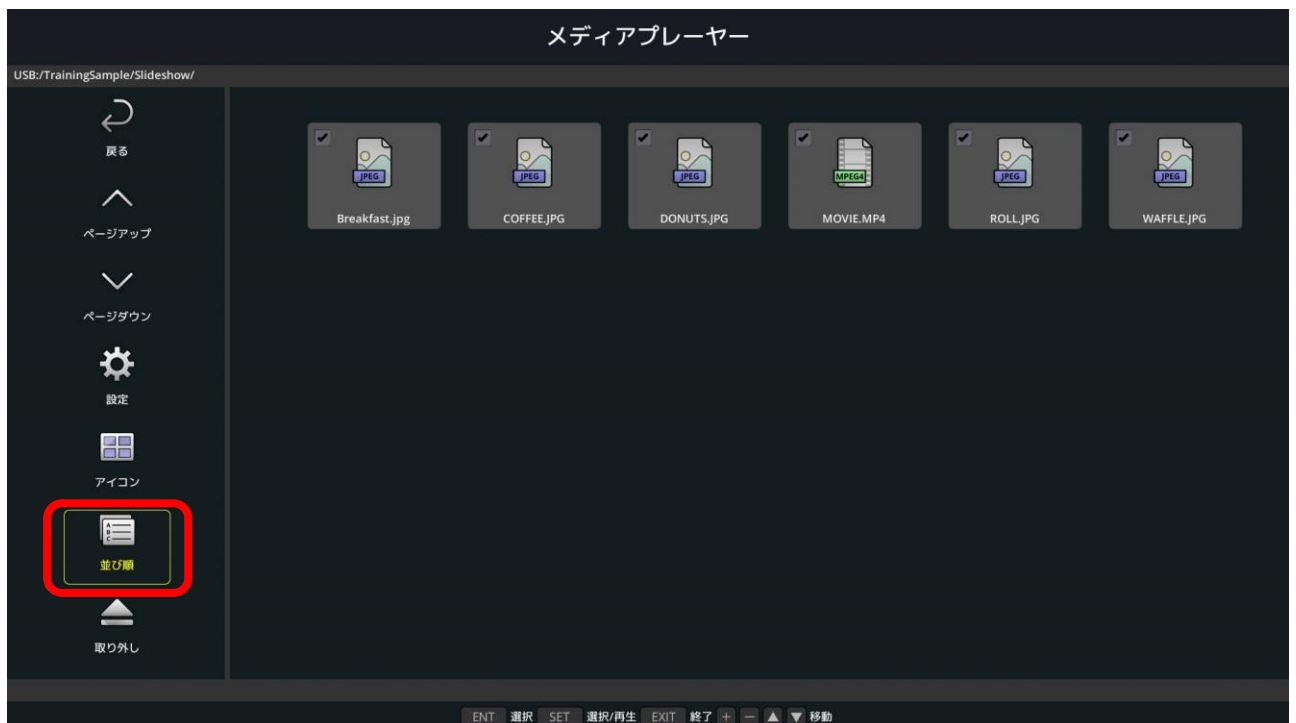 メディアプレーヤー
USB:/TrainingSample/Slideshow/
戻る
ページアップ
ページダウン
設定
アイコン
A
B
C
並び順
取り外し
JPEG
Breakfast.jpg
JPEG
COFFEE.JPG
JPEG
DONUTS.JPG
MPEG4
MOVIE.MP4
JPEG
ROLL.JPG
JPEG
WAFFLE.JPG
ENT 選択 SET 選択/再生 EXIT 終了 + − ▲ ▼ 移動